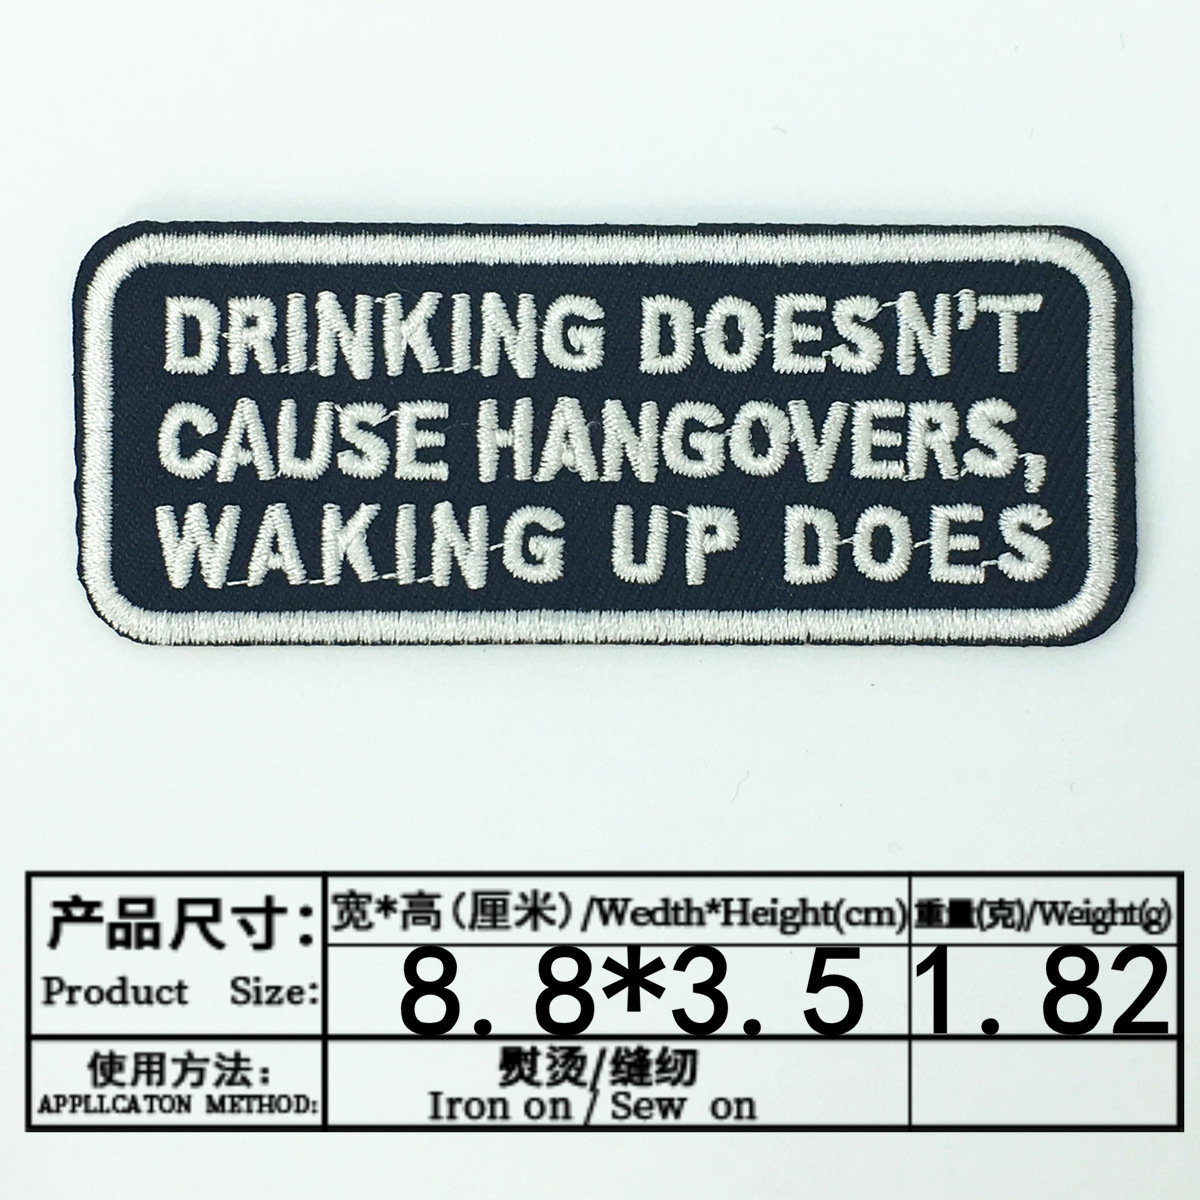 DRINKING DOESN'T
CAUSE HANGOVERS,
WAKING UP DOES
产品尺寸：
Product Size:
宽*高(厘米)/Wedth*Height(cm)
重量(克)/Weight(g)
8.8*3.5
1.82
使用方法：
APPLLCATON METHOD:
熨烫/缝纫
Iron on / Sew on